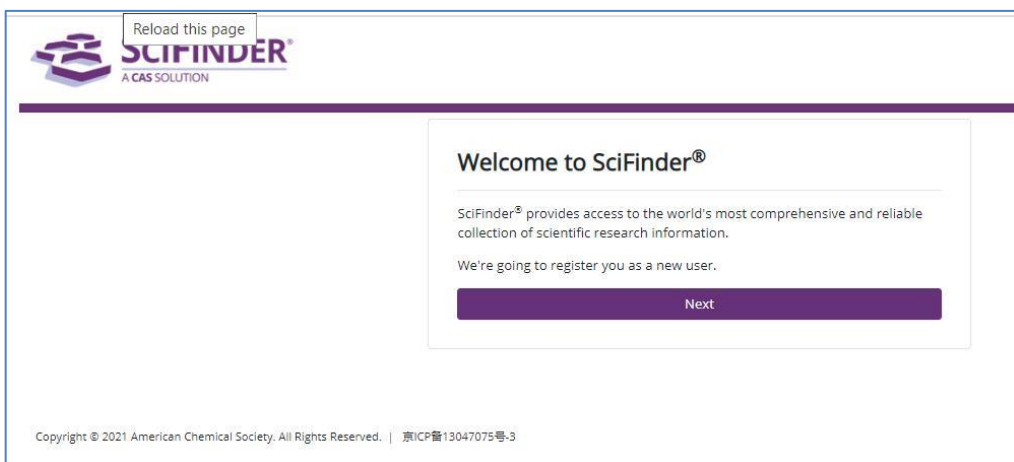 Reload this page
SCIFINDER®
A CAS SOLUTION
Welcome to SciFinder®
SciFinder® provides access to the world's most comprehensive and reliable
collection of scientific research information.
We're going to register you as a new user.
Next
Copyright © 2021 American Chemical Society. All Rights Reserved. | 京ICP备13047075号-3